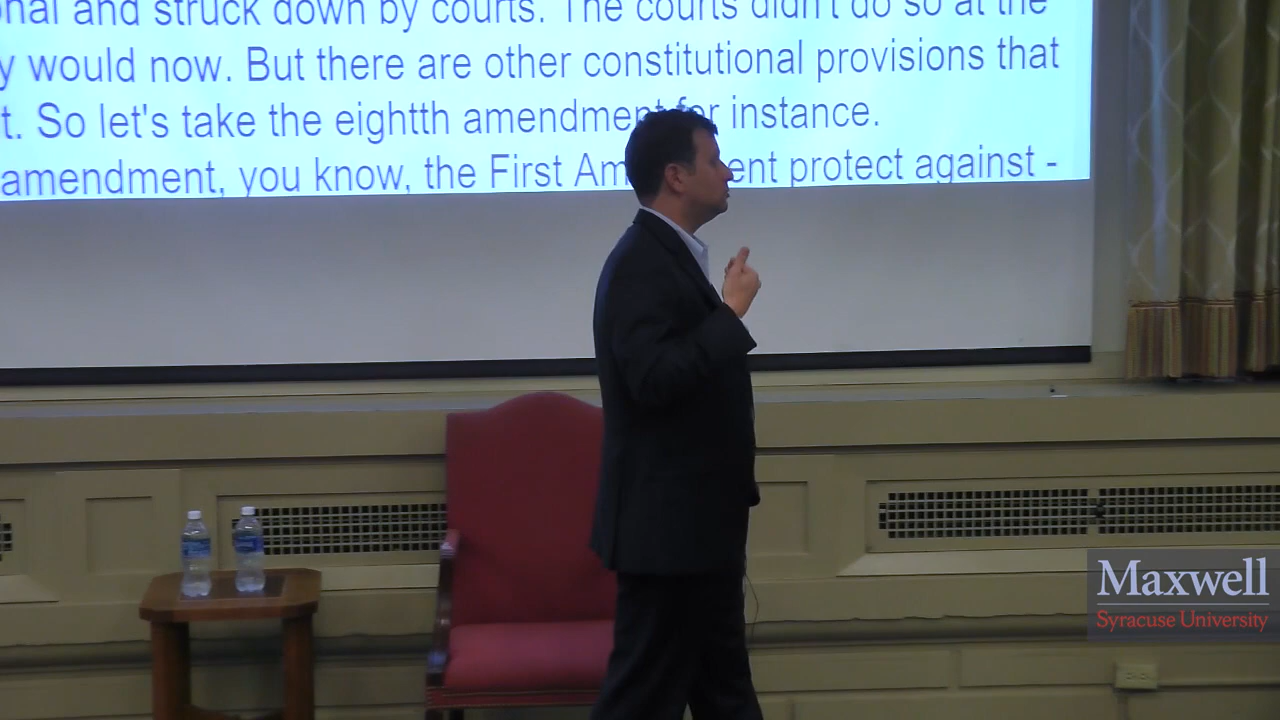 nal and struck down by courts. The courts didn't do so at the
y would now. But there are other constitutional provisions that
t. So let's take the eightth amendment for instance.
amendment, you know, the First Amendment protect against -
Maxwell
Syracuse University